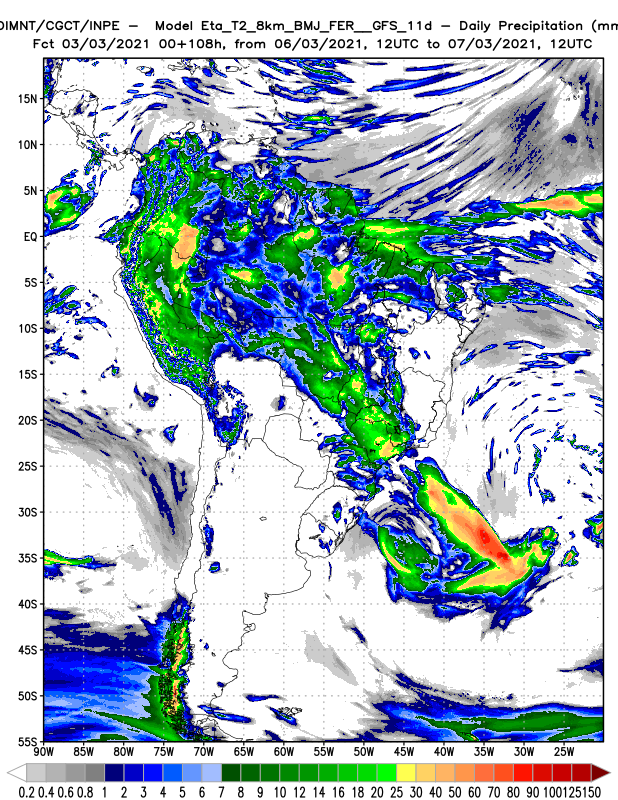 DIMNT/CGCT/INPE – Model Eta_T2_8km_BMJ_FER__GFS_11d – Daily Precipitation (mm
Fct 03/03/2021 00+108h, from 06/03/2021, 12UTC to 07/03/2021, 12UTC
15N
10N
5N
EQ
5S
10S
15S
20S
25S
30S
35S
40S
45S
50S
55S
90W 85W 80W 75W 70W 65W 60W 55W 50W 45W 40W 35W 30W 25W
0.2 0.4 0.6 0.8 1 2 3 4 5 6 7 8 9 10 12 14 16 18 20 25 30 40 50 60 70 80 90 100 125 150